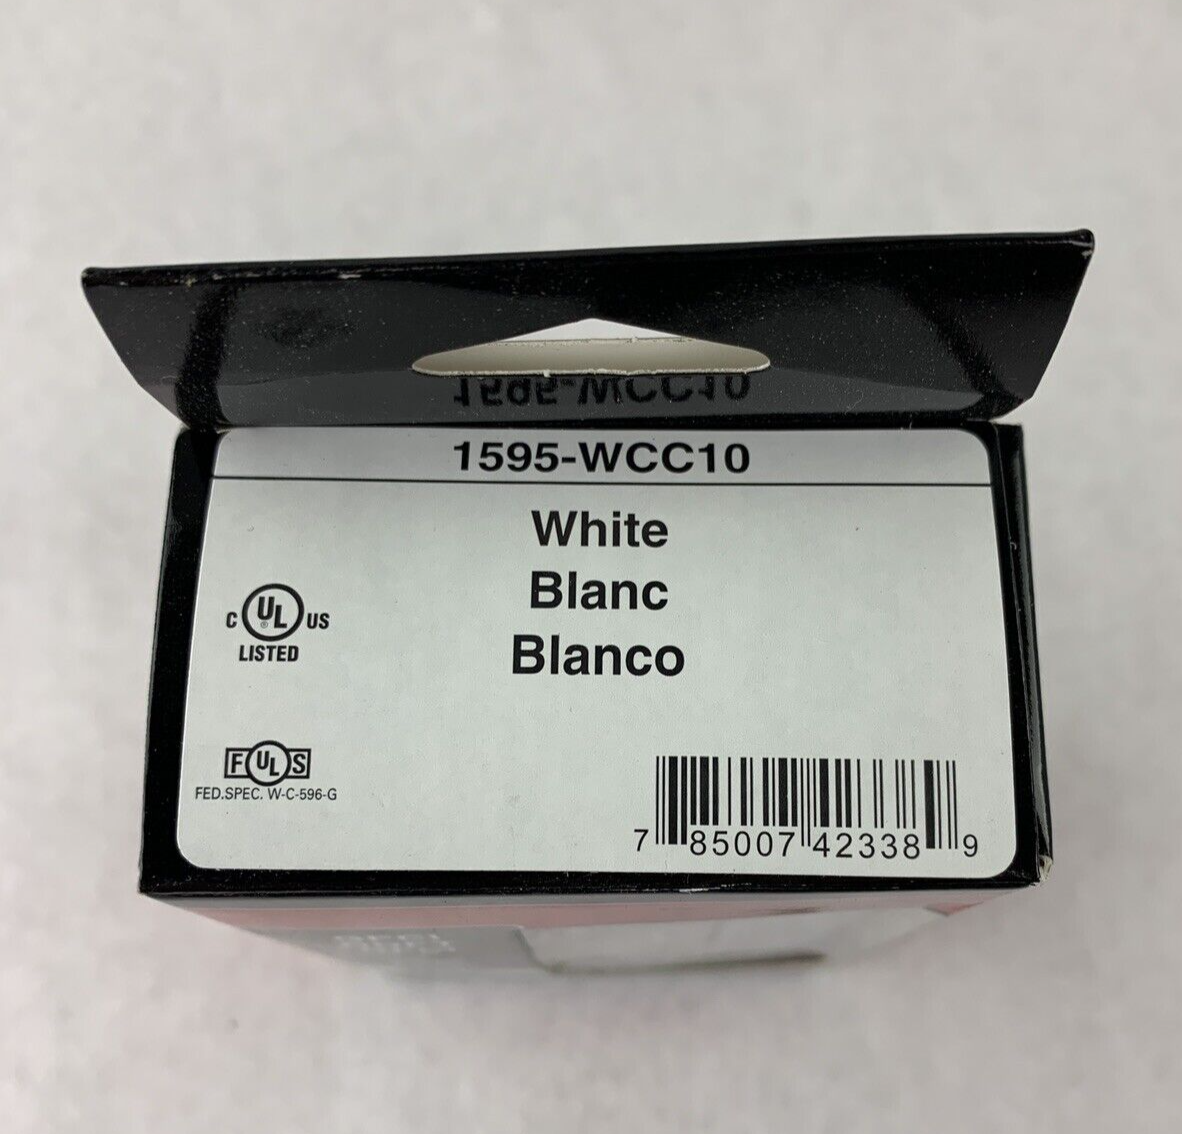 1595-WCC10
1595-WCC10
White
Blanc
Blanco
C UL ® US
LISTED
F UL S
FED.SPEC. W-C-596-G
7 85007 42338 9